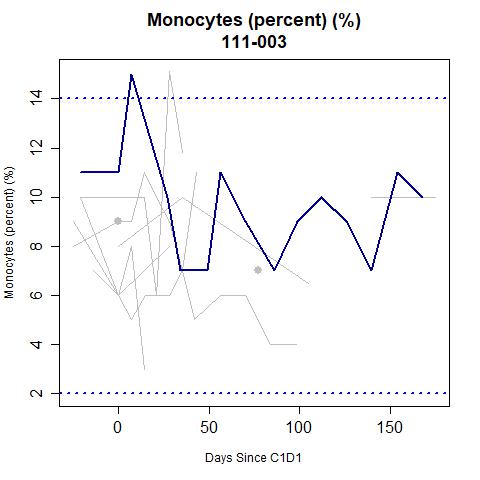 Monocytes (percent) (%)
111-003
Monocytes (percent) (%)
14
12
10
8
6
4
2
0 50 100 150
Days Since C1D1